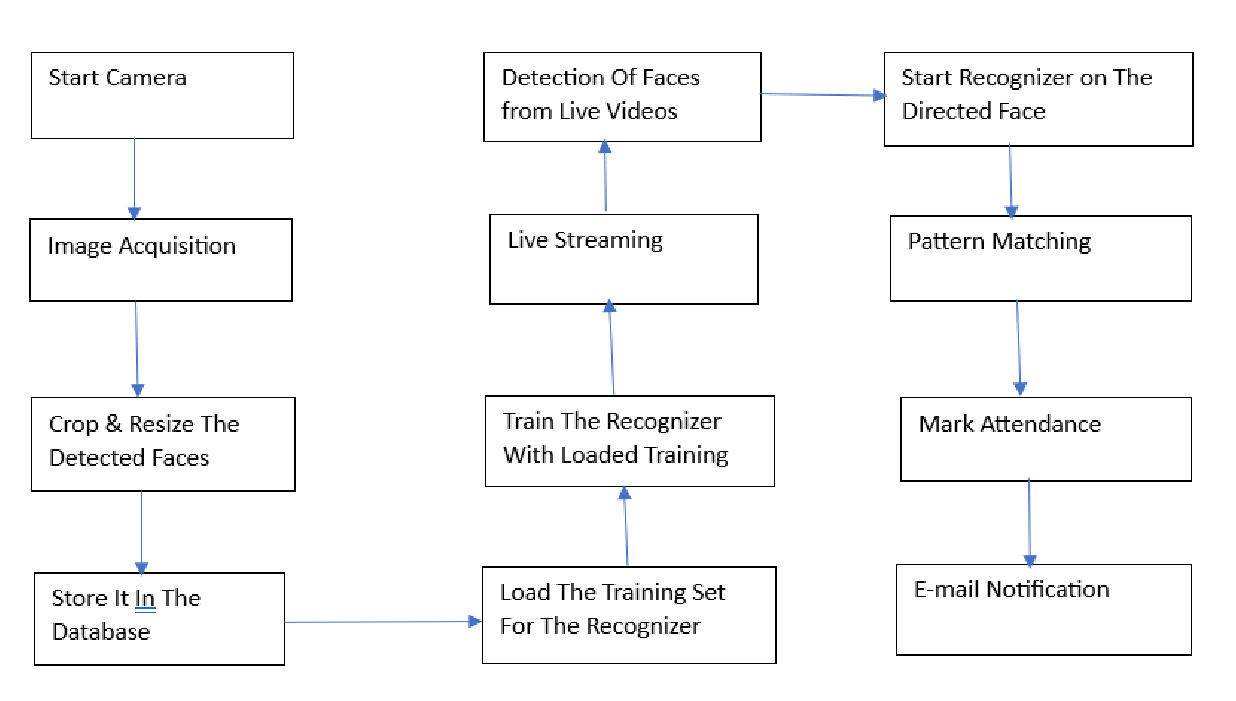 Start Camera
Image Acquisition
Crop & Resize The
Detected Faces
Store It In The
Database
Load The Training Set
For The Recognizer
Train The Recognizer
With Loaded Training
Live Streaming
Detection Of Faces
from Live Videos
Start Recognizer on The
Directed Face
Pattern Matching
Mark Attendance
E-mail Notification